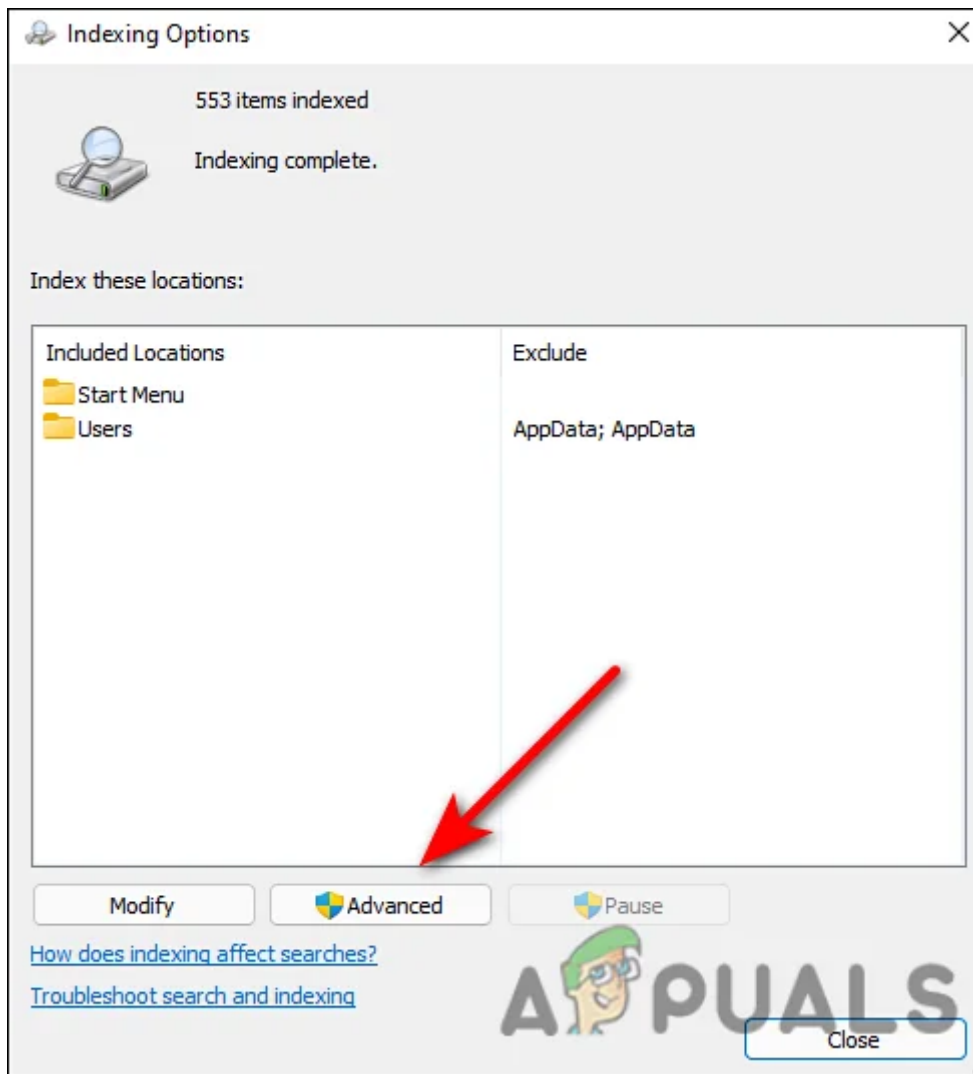 Indexing Options
553 items indexed
Indexing complete.
Index these locations:
Included Locations Exclude
Start Menu
Users AppData; AppData
Modify Advanced Pause
How does indexing affect searches?
Troubleshoot search and indexing
APPUALS
Close